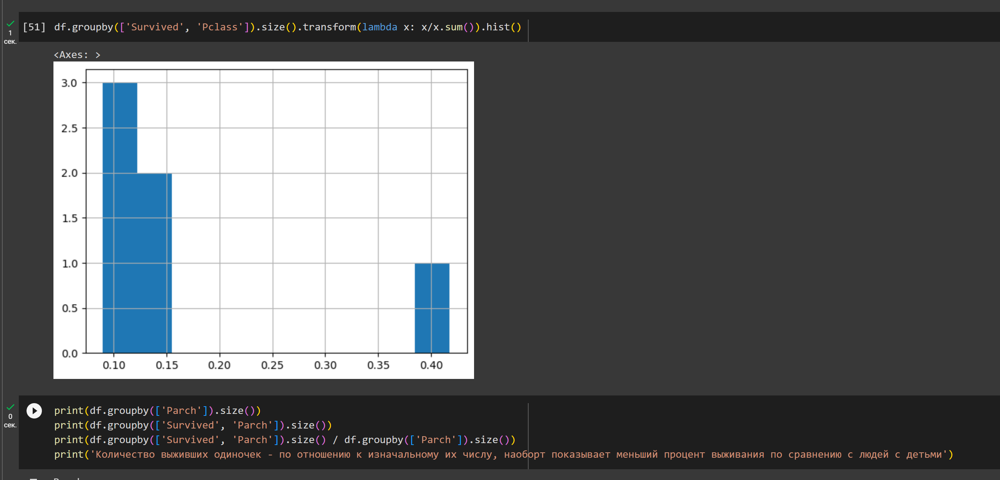 [51] df.groupby(['Survived', 'Pclass']).size().transform(lambda x: x/x.sum()).hist()
1
сек.
<Axes: >
3.0
2.5
2.0
1.5
1.0
0.5
0.0
0.10 0.15 0.20 0.25 0.30 0.35 0.40
0
сек.
print(df.groupby(['Parch']).size())
print(df.groupby(['Survived', 'Parch']).size())
print(df.groupby(['Survived', 'Parch']).size() / df.groupby(['Parch']).size())
print('Количество выживших одиночек - по отношению к изначальному их числу, наоборт показывает меньший процент выживания по сравнению с людей с детьми')